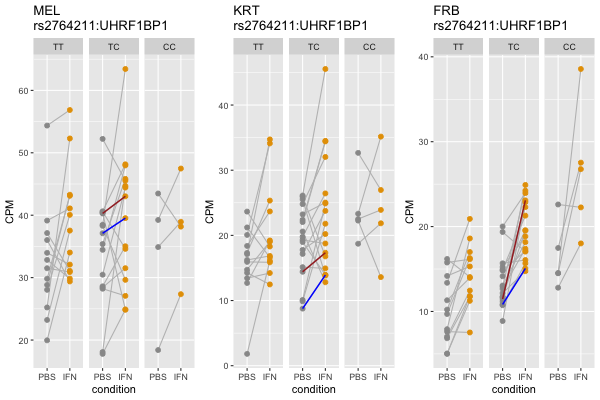 MEL
rs2764211:UHRF1BP1
TT TC CC
CPM
60
50
40
30
20
PBS IFN PBS IFN PBS IFN
condition
KRT
rs2764211:UHRF1BP1
TT TC CC
CPM
40
30
20
10
0
PBS IFN PBS IFN PBS IFN
condition
FRB
rs2764211:UHRF1BP1
TT TC CC
CPM
40
30
20
10
PBS IFN PBS IFN PBS IFN
condition